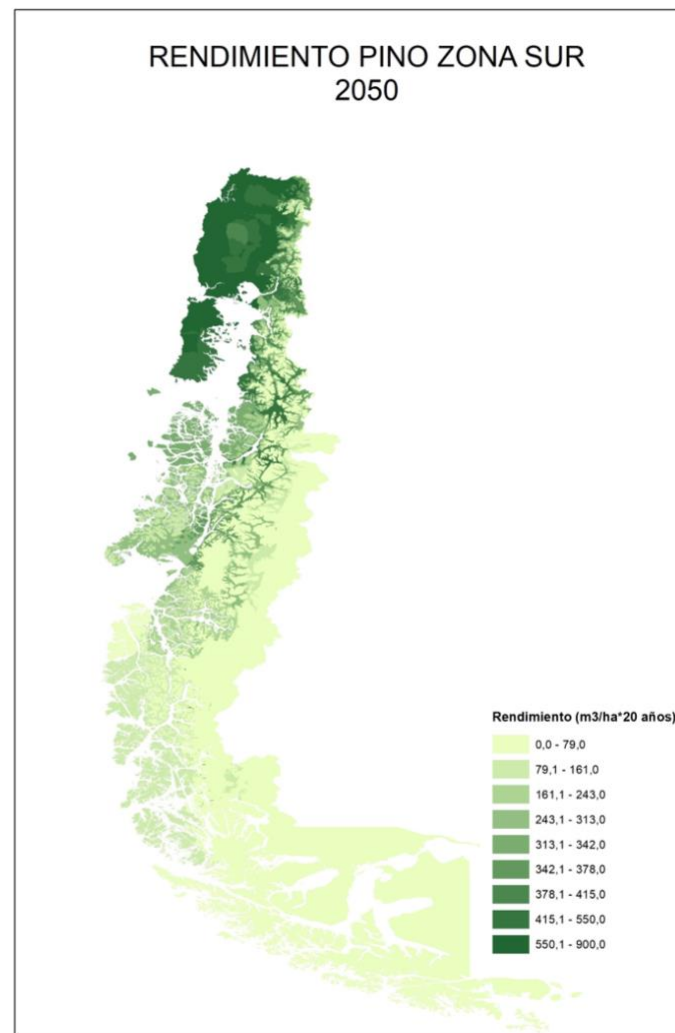 RENDIMIENTO PINO ZONA SUR
2050
Rendimiento (m3/ha*20 años)
0,0 - 79,0
79,1 - 161,0
161,1 - 243,0
243,1 - 313,0
313,1 - 342,0
342,1 - 378,0
378,1 - 415,0
415,1 - 550,0
550,1 - 900,0